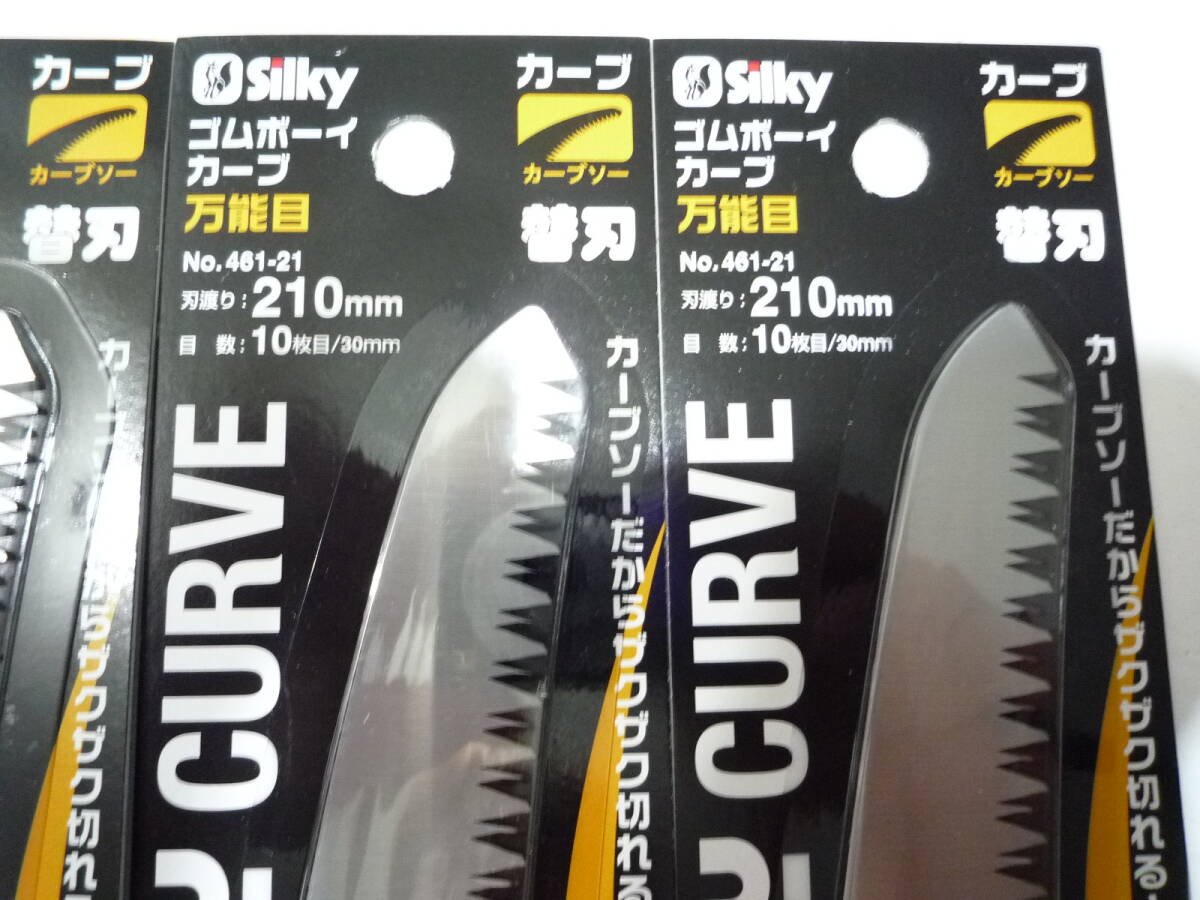 カーブ
カーブソー
替刃
Silky
ゴムボーイ
カーブ
万能目
No.461-21
刃渡り:210mm
目 数:10枚目/30mm
CURVE
カーブ
カーブソー
替刃
カーブソーだからザクザク切れる
Silky
ゴムボーイ
カーブ
万能目
No.461-21
刃渡り:210mm
目 数:10枚目/30mm
CURVE
カーブ
カーブソー
替刃
カーブソーだからザクザク切れる